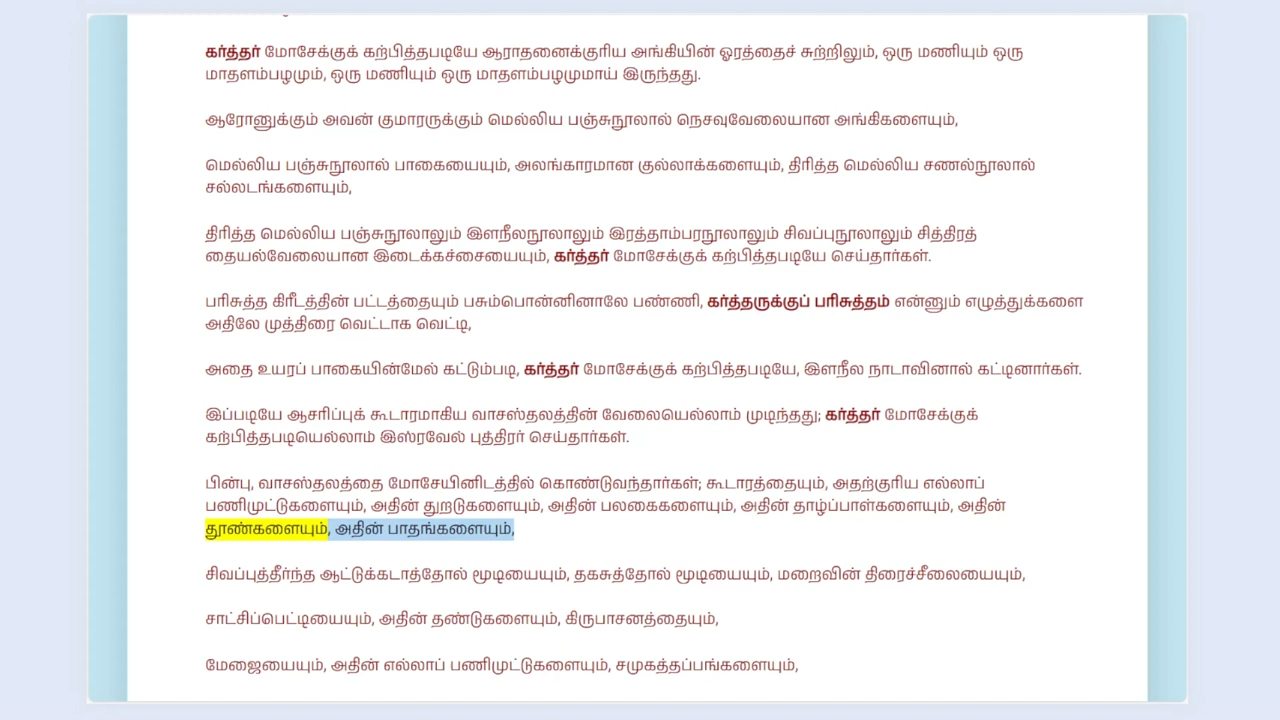 கர்த்தர் மோசேக்குக் கற்பித்தபடியே ஆராதனைக்குரிய அங்கியின் ஓரத்தைச் சுற்றிலும், ஒரு மணியும் ஒரு
மாதளம்பழமும், ஒரு மணியும் ஒரு மாதளம்பழமுமாய் இருந்தது.
ஆரோனுக்கும் அவன் குமாரருக்கும் மெல்லிய பஞ்சுநூலால் நெசவுவேலையான அங்கிகளையும்,
மெல்லிய பஞ்சுநூலால் பாகையையும், அலங்காரமான குல்லாக்களையும், திரித்த மெல்லிய சணல்நூலால்
சல்லடங்களையும்,
திரித்த மெல்லிய பஞ்சுநூலாலும் இளநீலநூலாலும் இரத்தாம்பரநூலாலும் சிவப்புநூலாலும் சித்திரத்
தையல்வேலையான இடைக்கச்சையையும், கர்த்தர் மோசேக்குக் கற்பித்தபடியே செய்தார்கள்.
பரிசுத்த கிரீடத்தின் பட்டத்தையும் பசும்பொன்னினாலே பண்ணி, கர்த்தருக்குப் பரிசுத்தம் என்னும் எழுத்துக்களை
அதிலே முத்திரை வெட்டாக வெட்டி,
அதை உயரப் பாகையின்மேல் கட்டும்படி, கர்த்தர் மோசேக்குக் கற்பித்தபடியே, இளநீல நாடாவினால் கட்டினார்கள்.
இப்படியே ஆசரிப்புக் கூடாரமாகிய வாசஸ்தலத்தின் வேலையெல்லாம் முடிந்தது; கர்த்தர் மோசேக்குக்
கற்பித்தபடியெல்லாம் இஸ்ரவேல் புத்திரர் செய்தார்கள்.
பின்பு, வாசஸ்தலத்தை மோசேயினிடத்தில் கொண்டுவந்தார்கள்; கூடாரத்தையும், அதற்குரிய எல்லாப்
பணிமுட்டுகளையும், அதின் துறடுகளையும், அதின் பலகைகளையும், அதின் தாழ்ப்பாள்களையும், அதின்
தூண்களையும், அதின் பாதங்களையும்,
சிவப்புத்தீர்ந்த ஆட்டுக்கடாத்தோல் மூடியையும், தகசுத்தோல் மூடியையும், மறைவின் திரைச்சீலையையும்,
சாட்சிப்பெட்டியையும், அதின் தண்டுகளையும், கிருபாசனத்தையும்,
மேஜையையும், அதின் எல்லாப் பணிமுட்டுகளையும், சமுகத்தப்பங்களையும்,